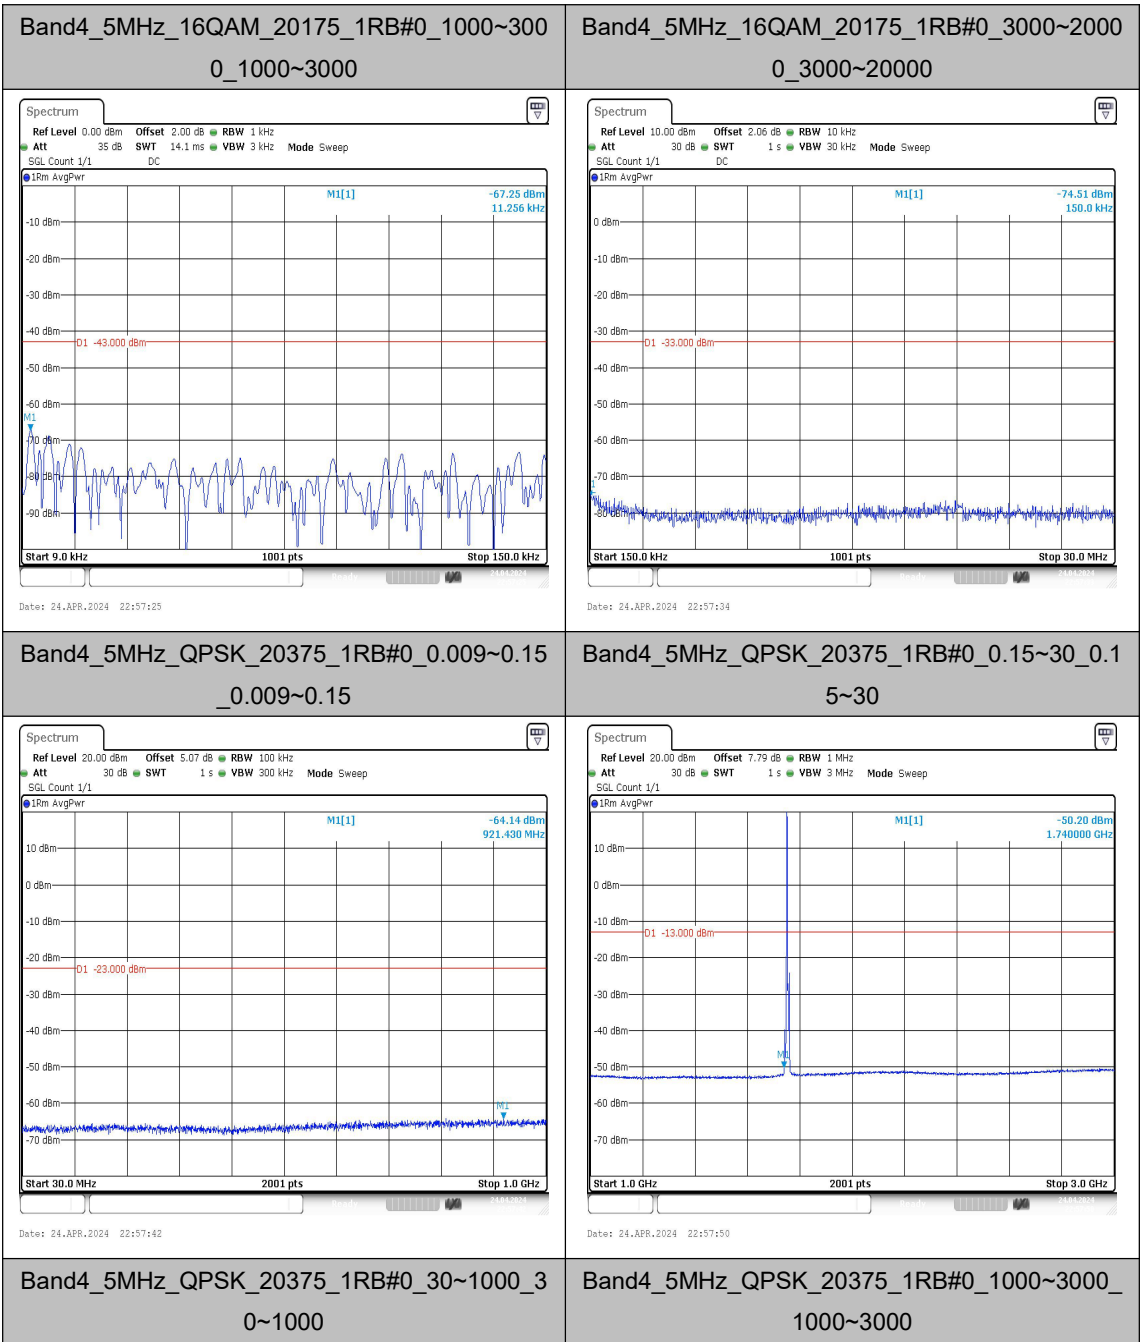 Band4_5MHz_16QAM_20175_1RB#0_1000~300
0_1000~3000
Band4_5MHz_16QAM_20175_1RB#0_3000~2000
0_3000~20000
Spectrum
Ref Level 0.00 dBm Offset 2.00 dB RBW 1 kHz
Att 35 dB SWT 14.1 ms VBW 3 kHz Mode Sweep
SGL Count 1/1 DC
1Rm AvgPwr
M1[1] -67.25 dBm
11.256 kHz
-10 dBm
-20 dBm
-30 dBm
-40 dBm
D1 -43.000 dBm
-50 dBm
-60 dBm
M1
-70 dBm
-80 dBm
-90 dBm
Start 9.0 kHz 1001 pts Stop 150.0 kHz
Ready 24.04.2024
Date: 24.APR.2024 22:57:25
Spectrum
Ref Level 10.00 dBm Offset 2.06 dB RBW 10 kHz
Att 30 dB SWT 1 s VBW 30 kHz Mode Sweep
SGL Count 1/1 DC
1Rm AvgPwr
M1[1] -74.51 dBm
150.0 kHz
0 dBm
-10 dBm
-20 dBm
-30 dBm
D1 -33.000 dBm
-40 dBm
-50 dBm
-60 dBm
-70 dBm
-80 dBm
Start 150.0 kHz 1001 pts Stop 30.0 MHz
Ready 24.04.2024
Date: 24.APR.2024 22:57:34
Band4_5MHz_QPSK_20375_1RB#0_0.009~0.15
_0.009~0.15
Band4_5MHz_QPSK_20375_1RB#0_0.15~30_0.1
5~30
Spectrum
Ref Level 20.00 dBm Offset 5.07 dB RBW 100 kHz
Att 30 dB SWT 1 s VBW 300 kHz Mode Sweep
SGL Count 1/1
1Rm AvgPwr
M1[1] -64.14 dBm
921.430 MHz
10 dBm
0 dBm
-10 dBm
-20 dBm
D1 -23.000 dBm
-30 dBm
-40 dBm
-50 dBm
-60 dBm
M1
-70 dBm
Start 30.0 MHz 2001 pts Stop 1.0 GHz
Ready 24.04.2024
Date: 24.APR.2024 22:57:42
Spectrum
Ref Level 20.00 dBm Offset 7.79 dB RBW 1 MHz
Att 30 dB SWT 1 s VBW 3 MHz Mode Sweep
SGL Count 1/1
1Rm AvgPwr
M1[1] -50.20 dBm
1.740000 GHz
10 dBm
0 dBm
-10 dBm
D1 -13.000 dBm
-20 dBm
-30 dBm
-40 dBm
M1
-50 dBm
-60 dBm
-70 dBm
Start 1.0 GHz 2001 pts Stop 3.0 GHz
Ready 24.04.2024
Date: 24.APR.2024 22:57:50
Band4_5MHz_QPSK_20375_1RB#0_30~1000_3
0~1000
Band4_5MHz_QPSK_20375_1RB#0_1000~3000_
1000~3000